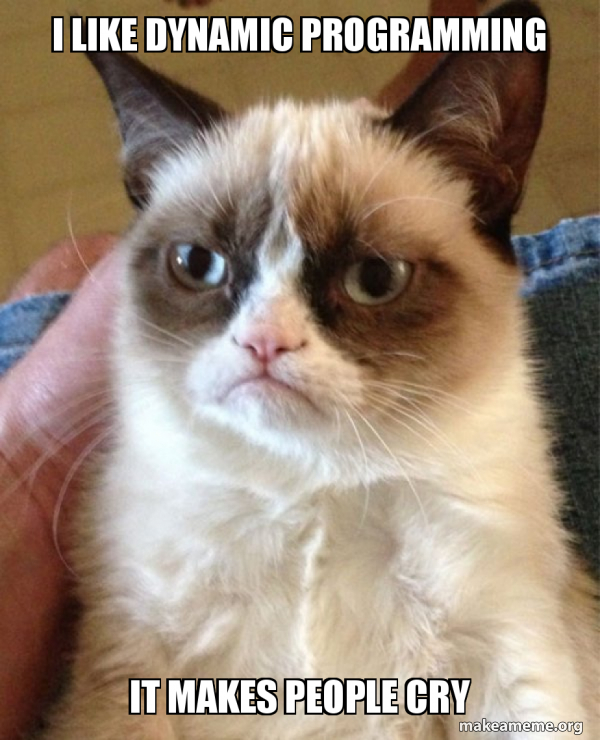 I LIKE DYNAMIC PROGRAMMING
IT MAKES PEOPLE CRY
makeameme.org